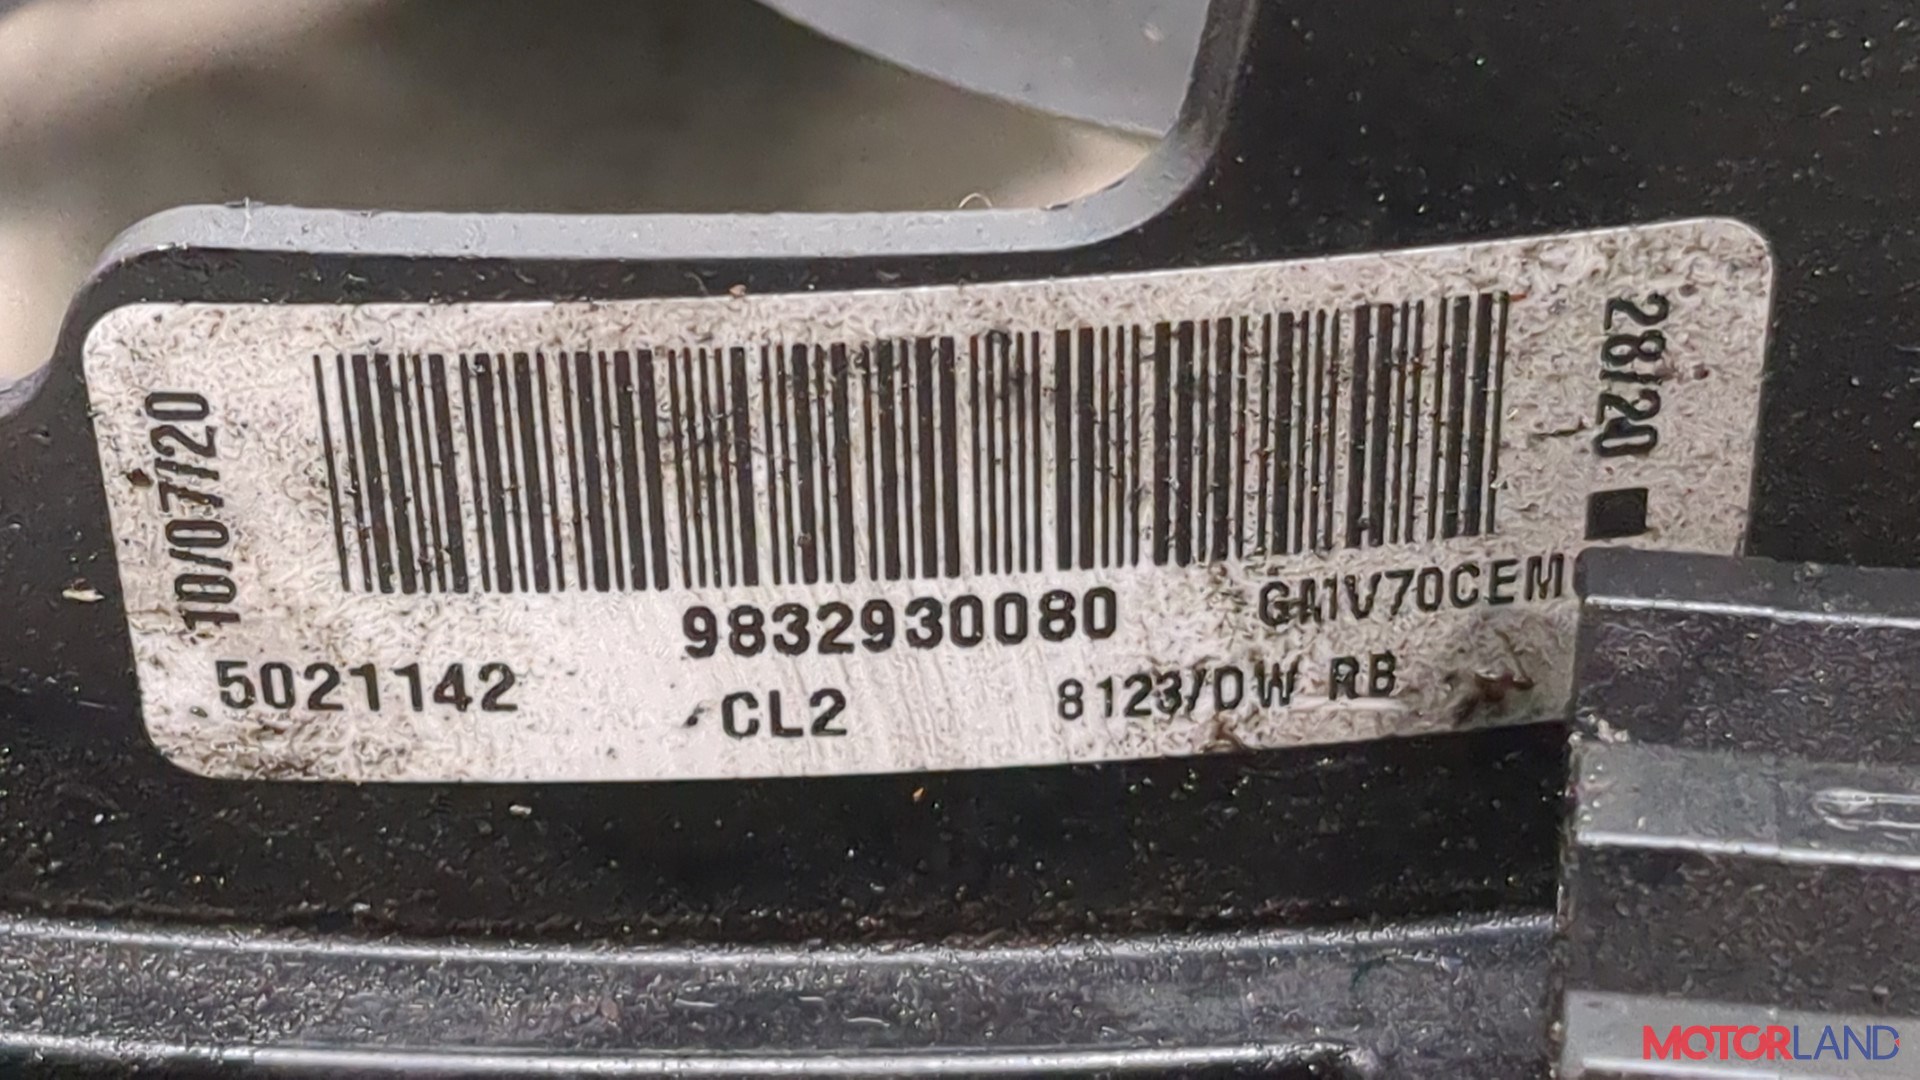 10/07/20
28/20
9832930080
GM1V70CEM
5021142
CL2
8123/DW RB
MOTORLAND